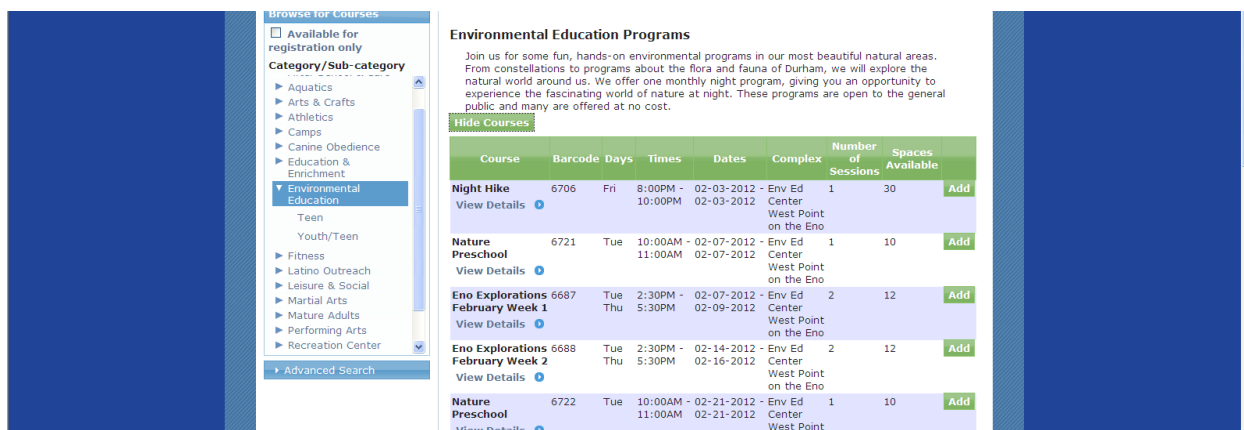 Browse for Courses
Available for
registration only
Category/Sub-category
Aquatics
Arts & Crafts
Athletics
Camps
Canine Obedience
Education &
Enrichment
Environmental
Education
Teen
Youth/Teen
Fitness
Latino Outreach
Leisure & Social
Martial Arts
Mature Adults
Performing Arts
Recreation Center
Advanced Search
Environmental Education Programs
Join us for some fun, hands-on environmental programs in our most beautiful natural areas.
From constellations to programs about the flora and fauna of Durham, we will explore the
natural world around us. We offer one monthly night program, giving you an opportunity to
experience the fascinating world of nature at night. These programs are open to the general
public and many are offered at no cost.
Hide Courses
Number
Course Barcode Days Times Dates Complex of Spaces
Sessions Available
Night Hike 6706 Fri 8:00PM - 02-03-2012 - Env Ed 1 30 Add
View Details 10:00PM 02-03-2012 Center
West Point
on the Eno
Nature 6721 Tue 10:00AM - 02-07-2012 - Env Ed 1 10 Add
Preschool 11:00AM 02-07-2012 Center
View Details West Point
on the Eno
Eno Explorations 6687 Tue 2:30PM - 02-07-2012 - Env Ed 2 12 Add
February Week 1 Thu 5:30PM 02-09-2012 Center
View Details West Point
on the Eno
Eno Explorations 6688 Tue 2:30PM - 02-14-2012 - Env Ed 2 12 Add
February Week 2 Thu 5:30PM 02-16-2012 Center
View Details West Point
on the Eno
Nature 6722 Tue 10:00AM - 02-21-2012 - Env Ed 1 10 Add
Preschool 11:00AM 02-21-2012 Center
View Details West Point